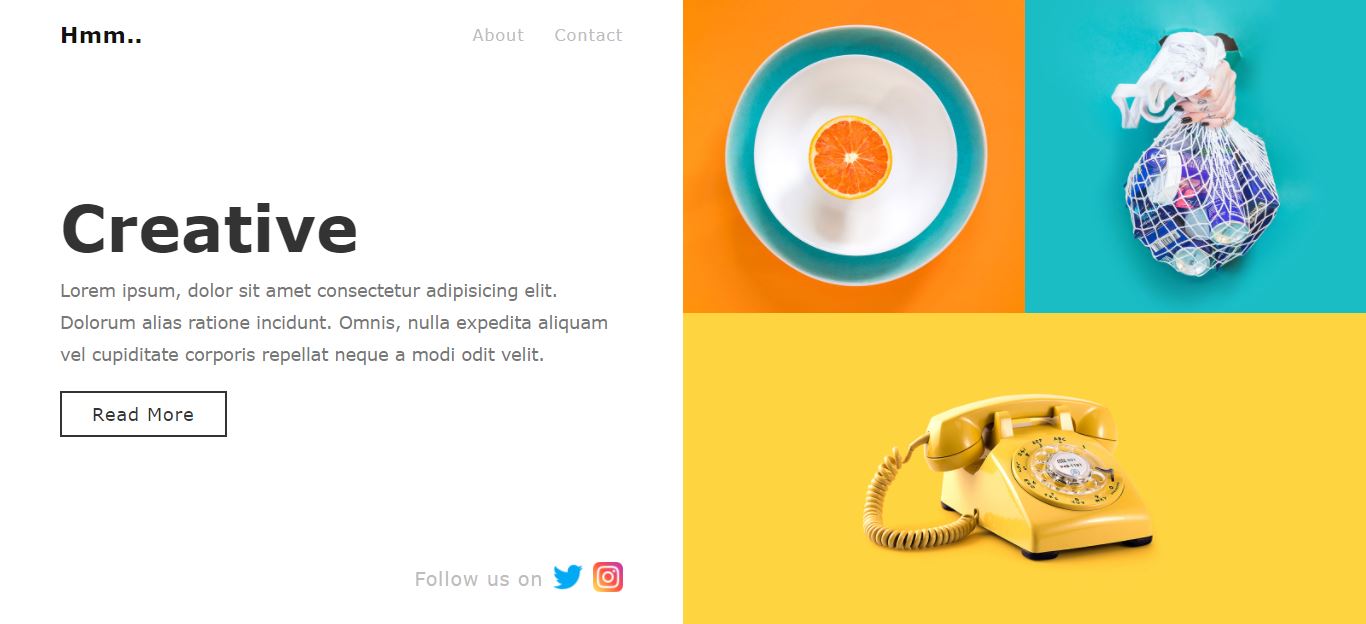 Hmm..
About Contact
Creative
Lorem ipsum, dolor sit amet consectetur adipisicing elit.
Dolorum alias ratione incidunt. Omnis, nulla expedita aliquam
vel cupiditate corporis repellat neque a modi odit velit.
Read More
Follow us on